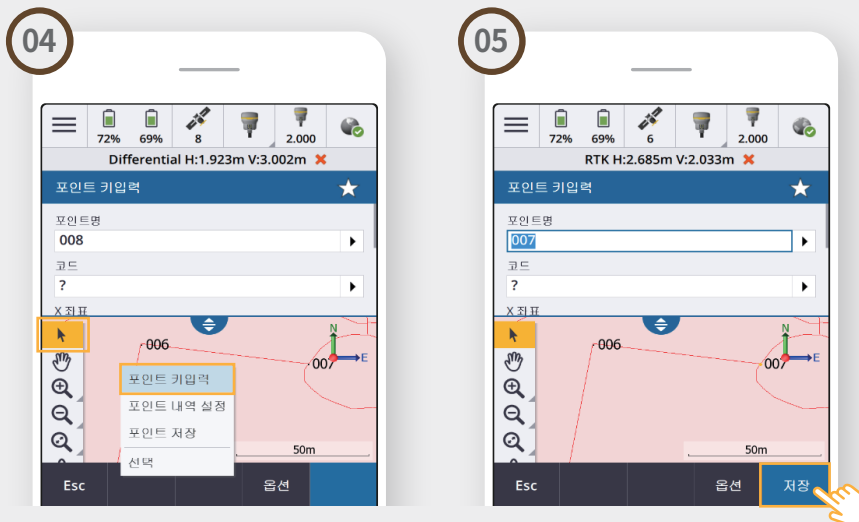 04
72%
69%
8
2.000
Differential H:1.923m V:3.002m
포인트 키입력
포인트명
008
코드
?
X 좌표
N
E
006
007
포인트 키입력
포인트 내역 설정
포인트 저장
선택
50m
Esc
옵션
05
72%
69%
6
2.000
RTK H:2.685m V:2.033m
포인트 키입력
포인트명
007
코드
?
X 좌표
N
E
006
007
50m
Esc
옵션
저장